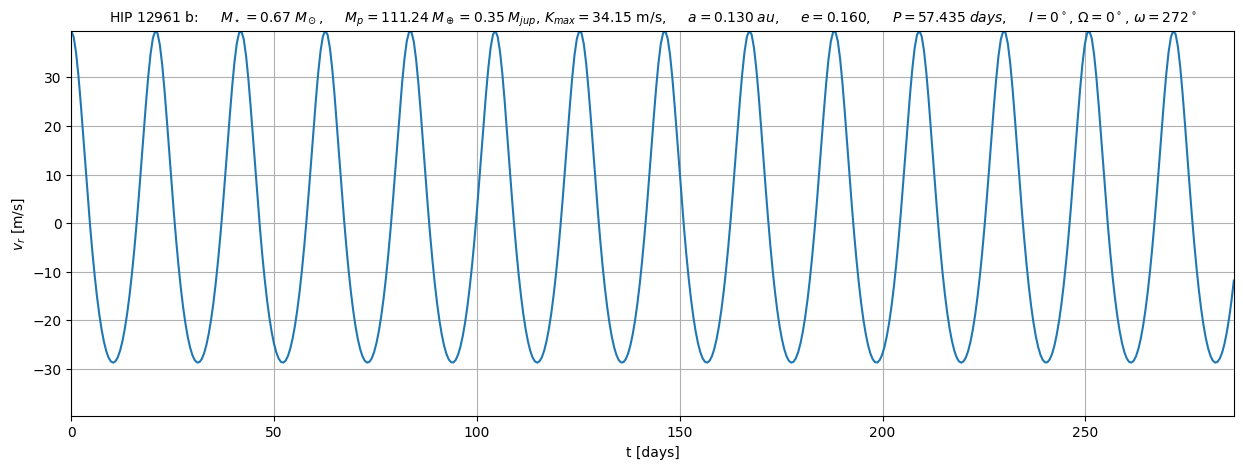 HIP 12961 b: M⋆ = 0.67 M⊙, Mp = 111.24 M⊕ = 0.35 Mjup, Kmax = 34.15 m/s, a = 0.130 au, e = 0.160, P = 57.435 days, I = 0°, Ω = 0°, ω = 272°
30
20
10
0
−10
−20
−30
vr [m/s]
0 50 100 150 200 250
t [days]